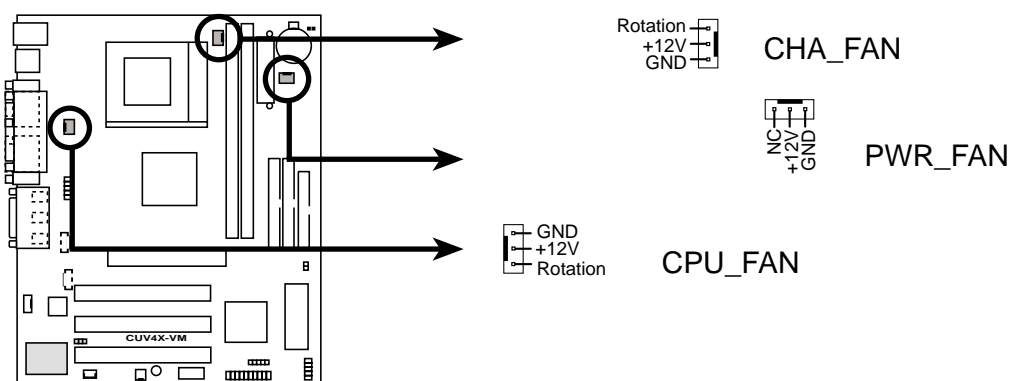 Rotation
+12V
GND
CHA_FAN
NC
+12V
GND
PWR_FAN
GND
+12V
Rotation
CPU_FAN
CUV4X-VM